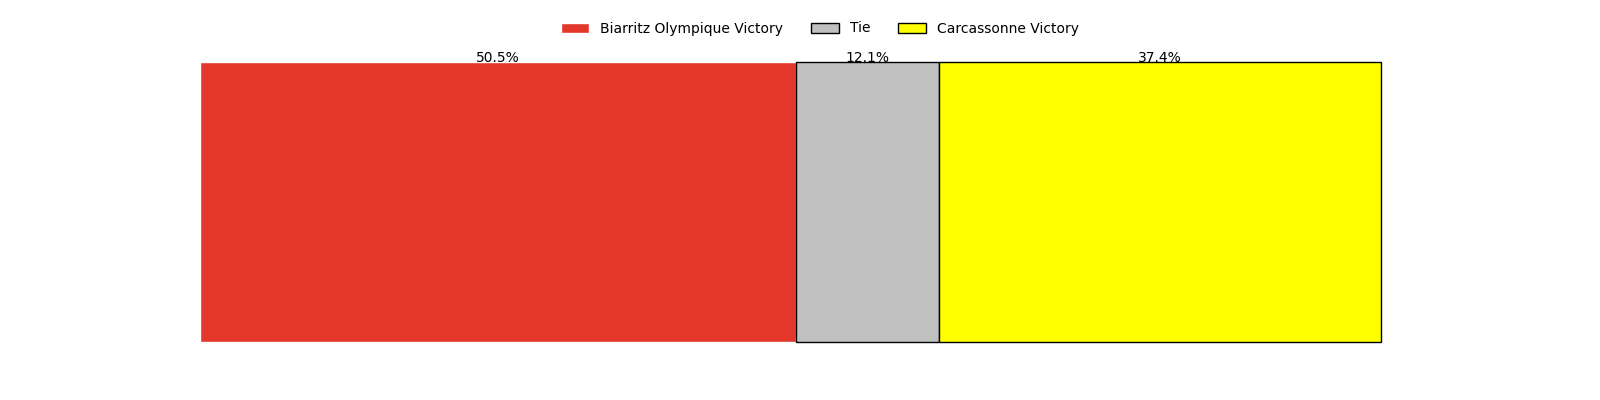 Biarritz Olympique Victory Tie Carcassonne Victory
50.5% 12.1% 37.4%